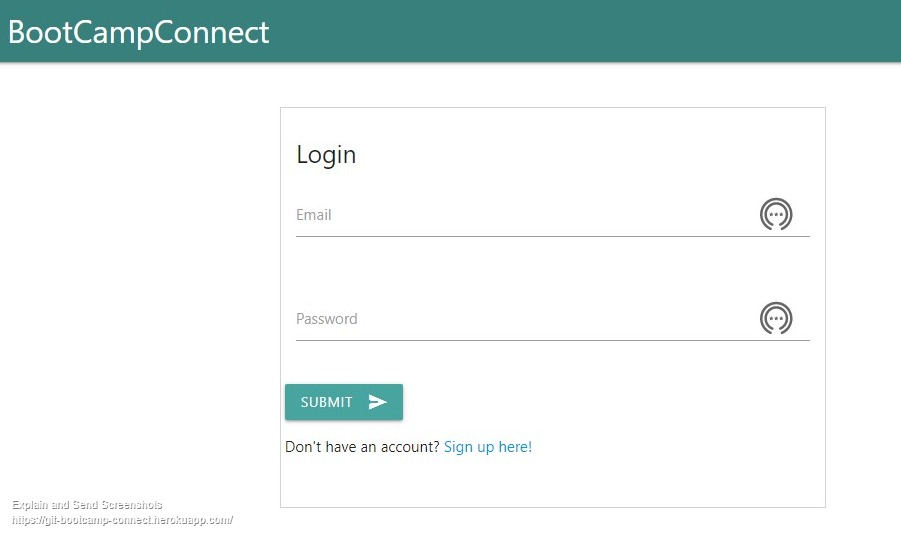 BootCampConnect
Login
Email
Password
SUBMIT
Don't have an account? Sign up here!
Explain and Send Screenshots
https://git-bootcamp-connect.herokuapp.com/